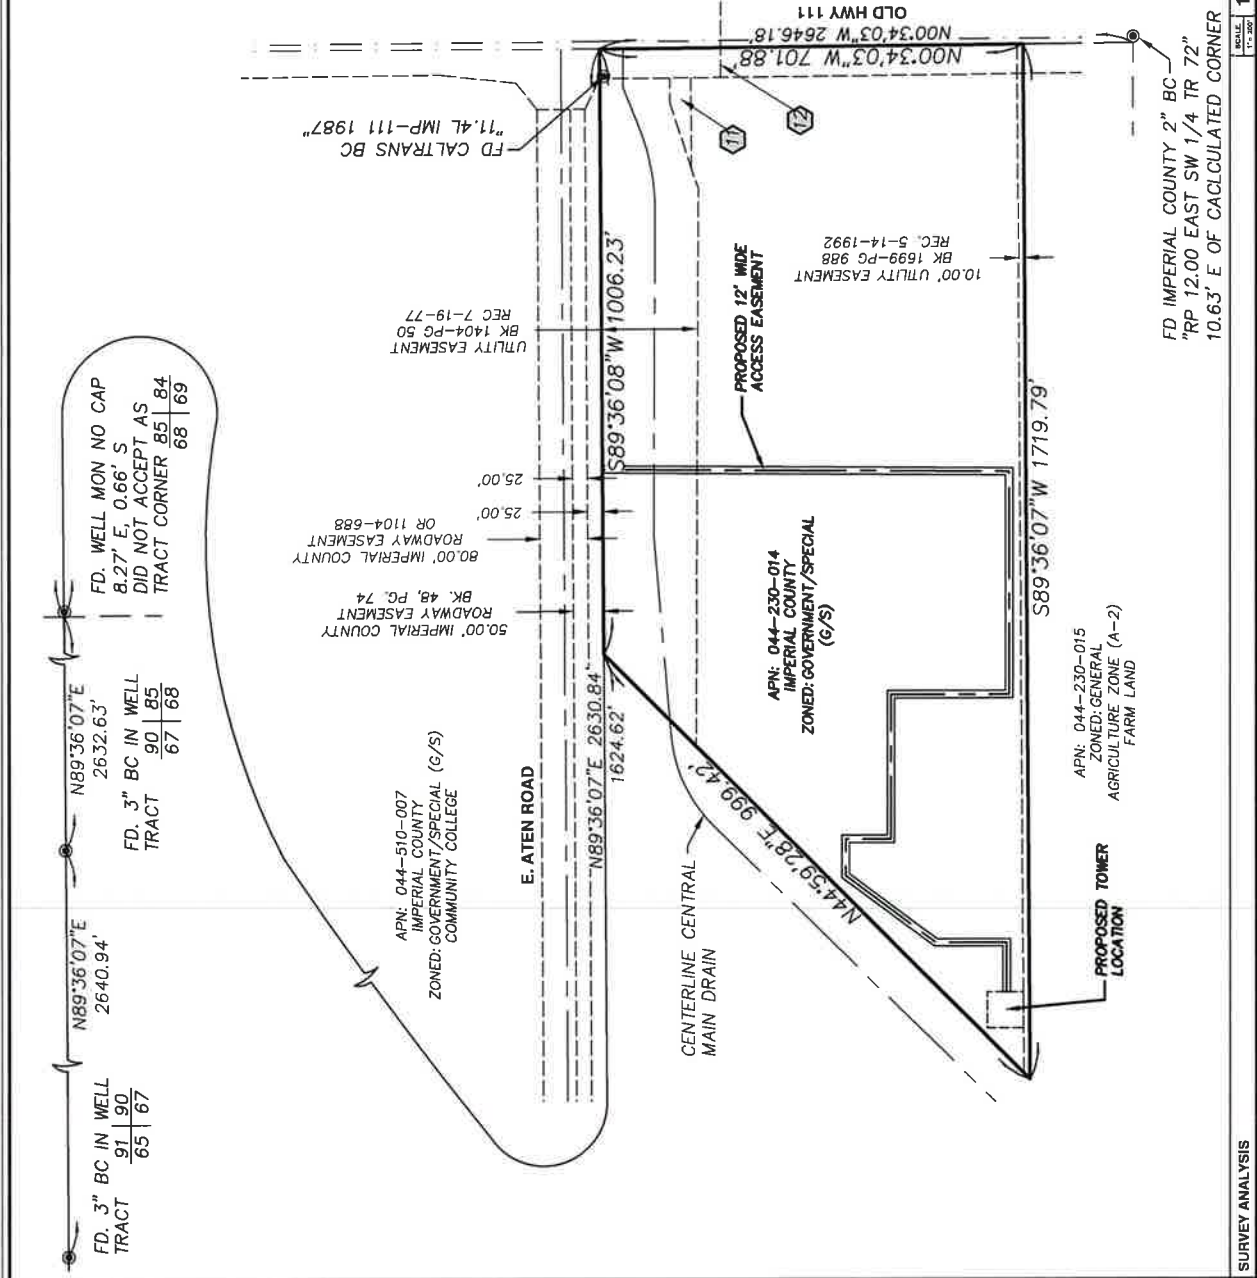 FD. 3" BC IN WELL
TRACT 91 | 90
65 | 67
N89°36'07"E
2640.94'
FD. 3" BC IN WELL
TRACT 90 | 85
67 | 68
N89°36'07"E
2632.63'
FD. WELL MON NO CAP
8.27' E, 0.66' S
DID NOT ACCEPT AS
TRACT CORNER 85 | 84
68 | 69
APN: 044-510-007
IMPERIAL COUNTY
ZONED: GOVERNMENT/SPECIAL (G/S)
COMMUNITY COLLEGE
E. ATEN ROAD
N89°36'07"E 2630.84'
1624.62'
50.00' IMPERIAL COUNTY
ROADWAY EASEMENT
BK. 48, PG. 74
80.00' IMPERIAL COUNTY
ROADWAY EASEMENT
OR 1104-688
25.00'
25.00'
UTILITY EASEMENT
BK 1404-PG 50
REC 7-19-77
S89°36'08"W 1006.23'
FD CALTRANS BC
"11.4L IMP-111 1987"
N00°34'03"W 701.88'
N00°34'03"W 2646.18'
OLD HWY 111
11
12
CENTERLINE CENTRAL
MAIN DRAIN
N44°59'28"E 999.42'
APN: 044-230-014
IMPERIAL COUNTY
ZONED: GOVERNMENT/SPECIAL
(G/S)
PROPOSED 12' WIDE
ACCESS EASEMENT
10.00' UTILITY EASEMENT
BK 1699-PG 988
REC. 5-14-1992
S89°36'07"W 1719.79'
PROPOSED TOWER
LOCATION
APN: 044-230-015
ZONED: GENERAL
AGRICULTURE ZONE (A-2)
FARM LAND
FD IMPERIAL COUNTY 2" BC
"RP 12.00 EAST SW 1/4 TR 72"
10.63' E OF CACLCULATED CORNER
SURVEY ANALYSIS
SCALE
1"= 200'
1